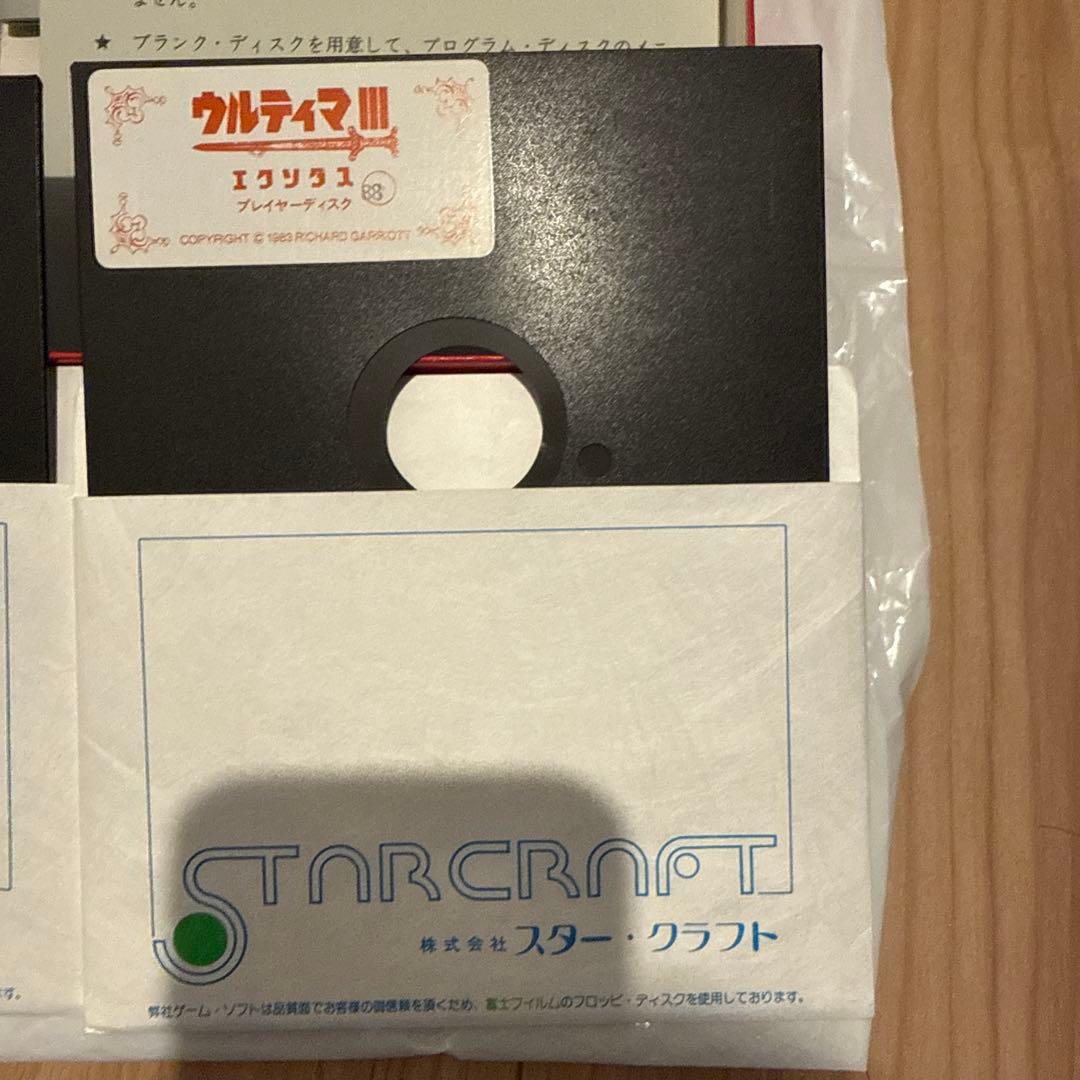 ません。
★ ブランク・ディスクを用意して、プログラム・ディスクのメニ
ウルティマIII
エクソダス
88
プレイヤーディスク
COPYRIGHT © 1983 RICHARD GARRIOTT
STARCRAFT
株式会社 スター・クラフト
弊社ゲーム・ソフトは品質面でお客様の御信頼を頂くため、富士フィルムのフロッピ・ディスクを使用しております。
す。